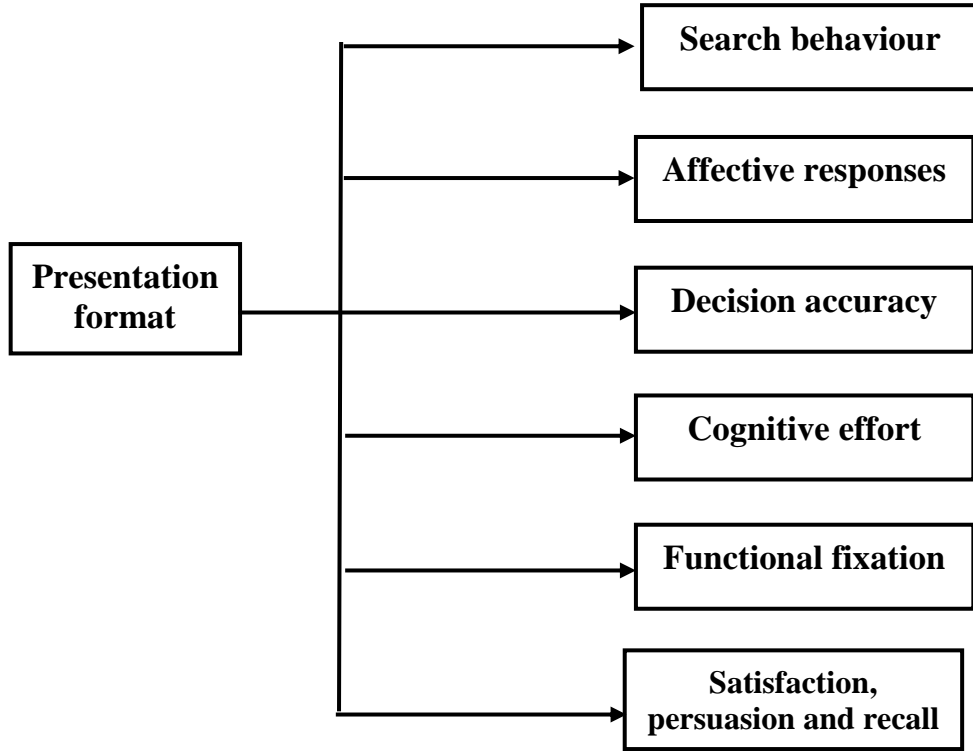 Search behaviour
Affective responses
Presentation
format
Decision accuracy
Cognitive effort
Functional fixation
Satisfaction,
persuasion and recall